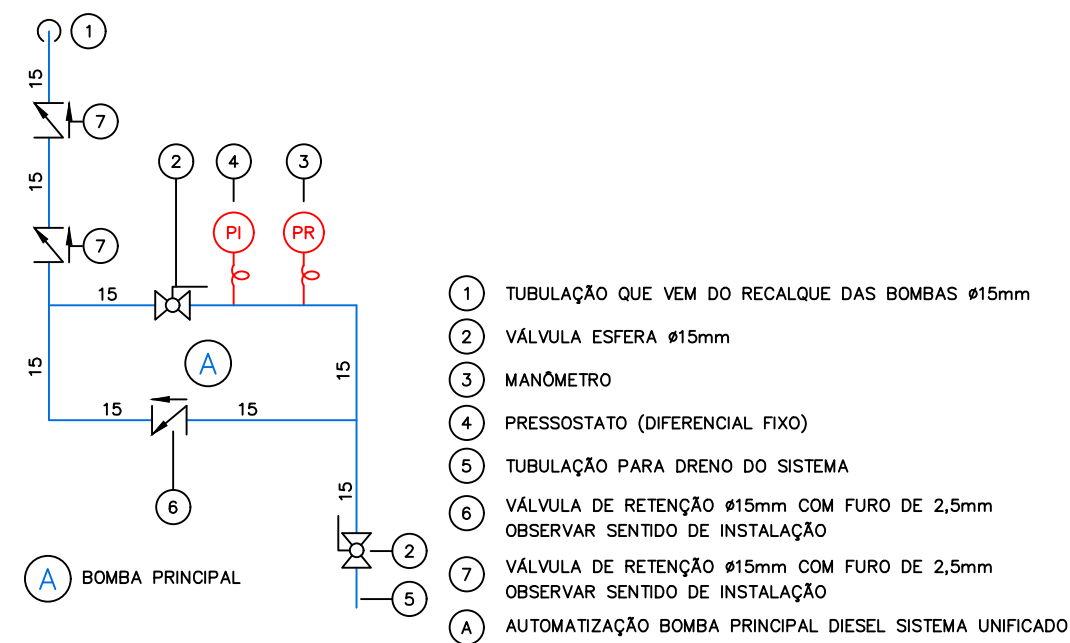 1
15
7
15
2
4
3
7
PI
PR
15
15
A
15
15
15
15
6
2
5
A BOMBA PRINCIPAL
1 TUBULAÇÃO QUE VEM DO RECALQUE DAS BOMBAS ø15mm
2 VÁLVULA ESFERA ø15mm
3 MANÔMETRO
4 PRESSOSTATO (DIFERENCIAL FIXO)
5 TUBULAÇÃO PARA DRENO DO SISTEMA
6 VÁLVULA DE RETENÇÃO ø15mm COM FURO DE 2,5mm
OBSERVAR SENTIDO DE INSTALAÇÃO
7 VÁLVULA DE RETENÇÃO ø15mm COM FURO DE 2,5mm
OBSERVAR SENTIDO DE INSTALAÇÃO
A AUTOMATIZAÇÃO BOMBA PRINCIPAL DIESEL SISTEMA UNIFICADO